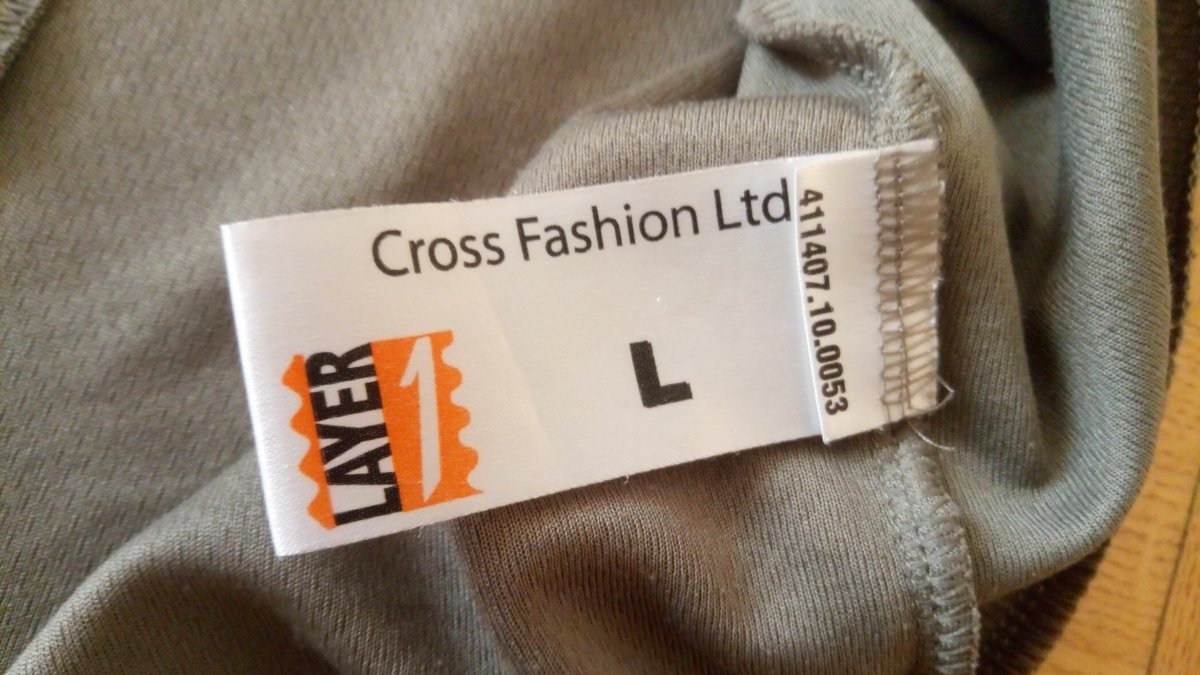 Cross Fashion Ltd
LAYER
1
L
411407.10.0053